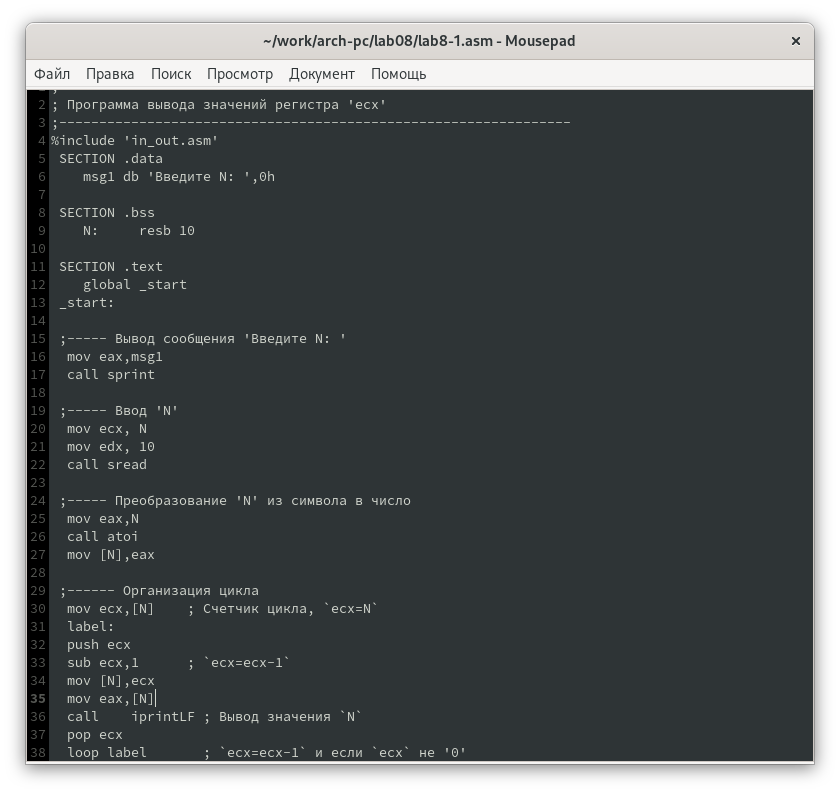 ~/work/arch-pc/lab08/lab8-1.asm - Mousepad ×
Файл Правка Поиск Просмотр Документ Помощь
2 ; Программа вывода значений регистра 'ecx'
3 ;----------------------------------------------------------------
4 %include 'in_out.asm'
5 SECTION .data
6 msg1 db 'Введите N: ',0h
7
8 SECTION .bss
9 N: resb 10
10
11 SECTION .text
12 global _start
13 _start:
14
15 ;----- Вывод сообщения 'Введите N: '
16 mov eax,msg1
17 call sprint
18
19 ;----- Ввод 'N'
20 mov ecx, N
21 mov edx, 10
22 call sread
23
24 ;----- Преобразование 'N' из символа в число
25 mov eax,N
26 call atoi
27 mov [N],eax
28
29 ;------ Организация цикла
30 mov ecx,[N] ; Счетчик цикла, `ecx=N`
31 label:
32 push ecx
33 sub ecx,1 ; `ecx=ecx-1`
34 mov [N],ecx
35 mov eax,[N]
36 call iprintLF ; Вывод значения `N`
37 pop ecx
38 loop label ; `ecx=ecx-1` и если `ecx` не '0'